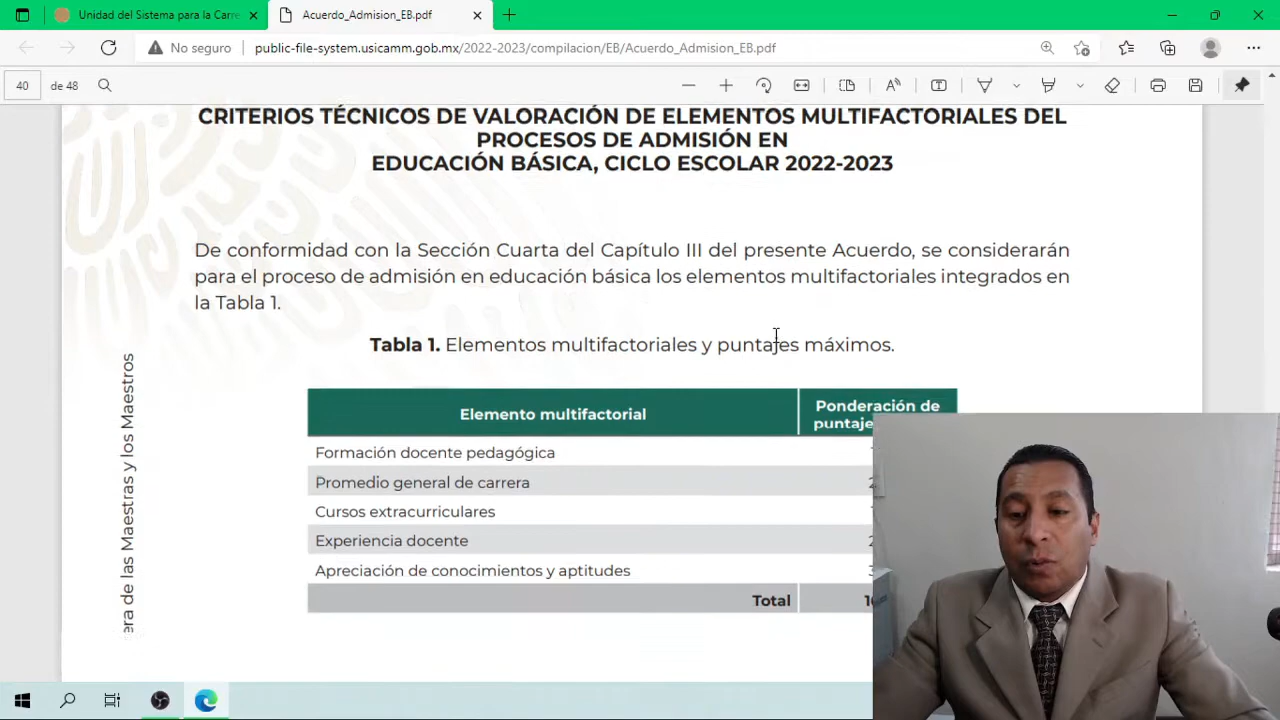 Unidad del Sistema para la Carre
Acuerdo_Admision_EB.pdf
No seguro
public-file-system.usicamm.gob.mx/2022-2023/compilacion/EB/Acuerdo_Admision_EB.pdf
40 de 48
CRITERIOS TÉCNICOS DE VALORACIÓN DE ELEMENTOS MULTIFACTORIALES DEL
PROCESOS DE ADMISIÓN EN
EDUCACIÓN BÁSICA, CICLO ESCOLAR 2022-2023
De conformidad con la Sección Cuarta del Capítulo III del presente Acuerdo, se considerarán
para el proceso de admisión en educación básica los elementos multifactoriales integrados en
la Tabla 1.
Tabla 1. Elementos multifactoriales y puntajes máximos.
Elemento multifactorial
Ponderación de
puntaje
Formación docente pedagógica
Promedio general de carrera
Cursos extracurriculares
Experiencia docente
Apreciación de conocimientos y aptitudes
Total
era de las Maestras y los Maestros